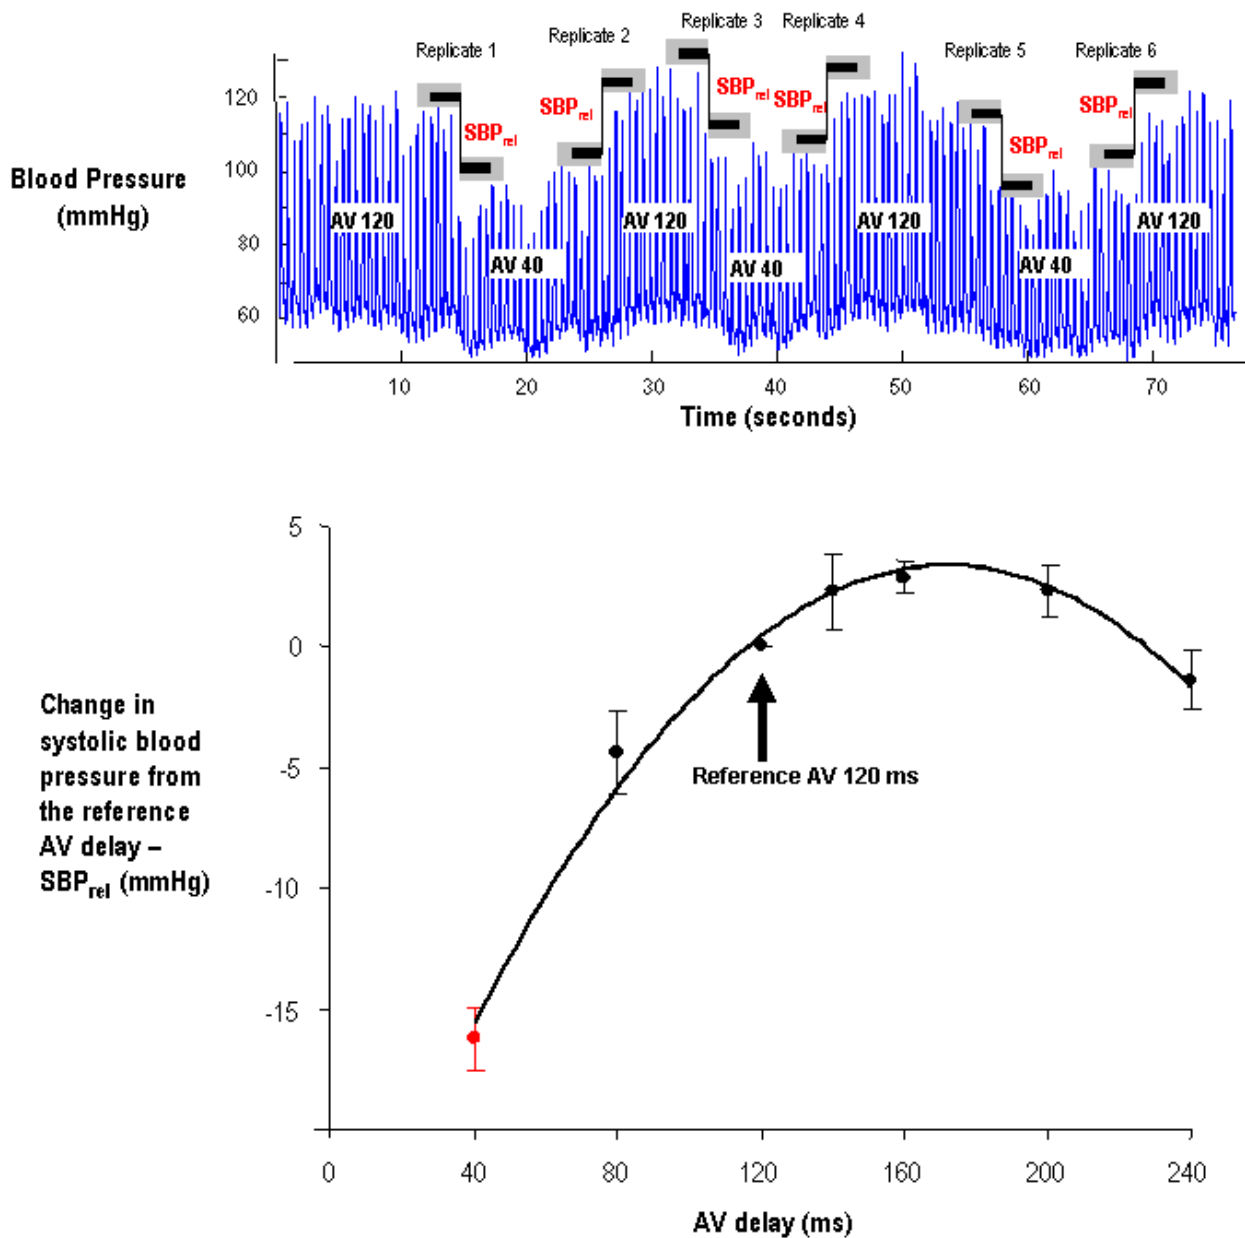 Replicate 1
Replicate 2
Replicate 3
Replicate 4
Replicate 5
Replicate 6
120
100
80
60
Blood Pressure
(mmHg)
SBPrel
SBPrel
SBPrel
SBPrel
SBPrel
SBPrel
AV 120
AV 40
AV 120
AV 40
AV 120
AV 40
AV 120
10
20
30
40
50
60
70
Time (seconds)
5
0
-5
-10
-15
Change in
systolic blood
pressure from
the reference
AV delay –
SBPrel (mmHg)
Reference AV 120 ms
0
40
80
120
160
200
240
AV delay (ms)